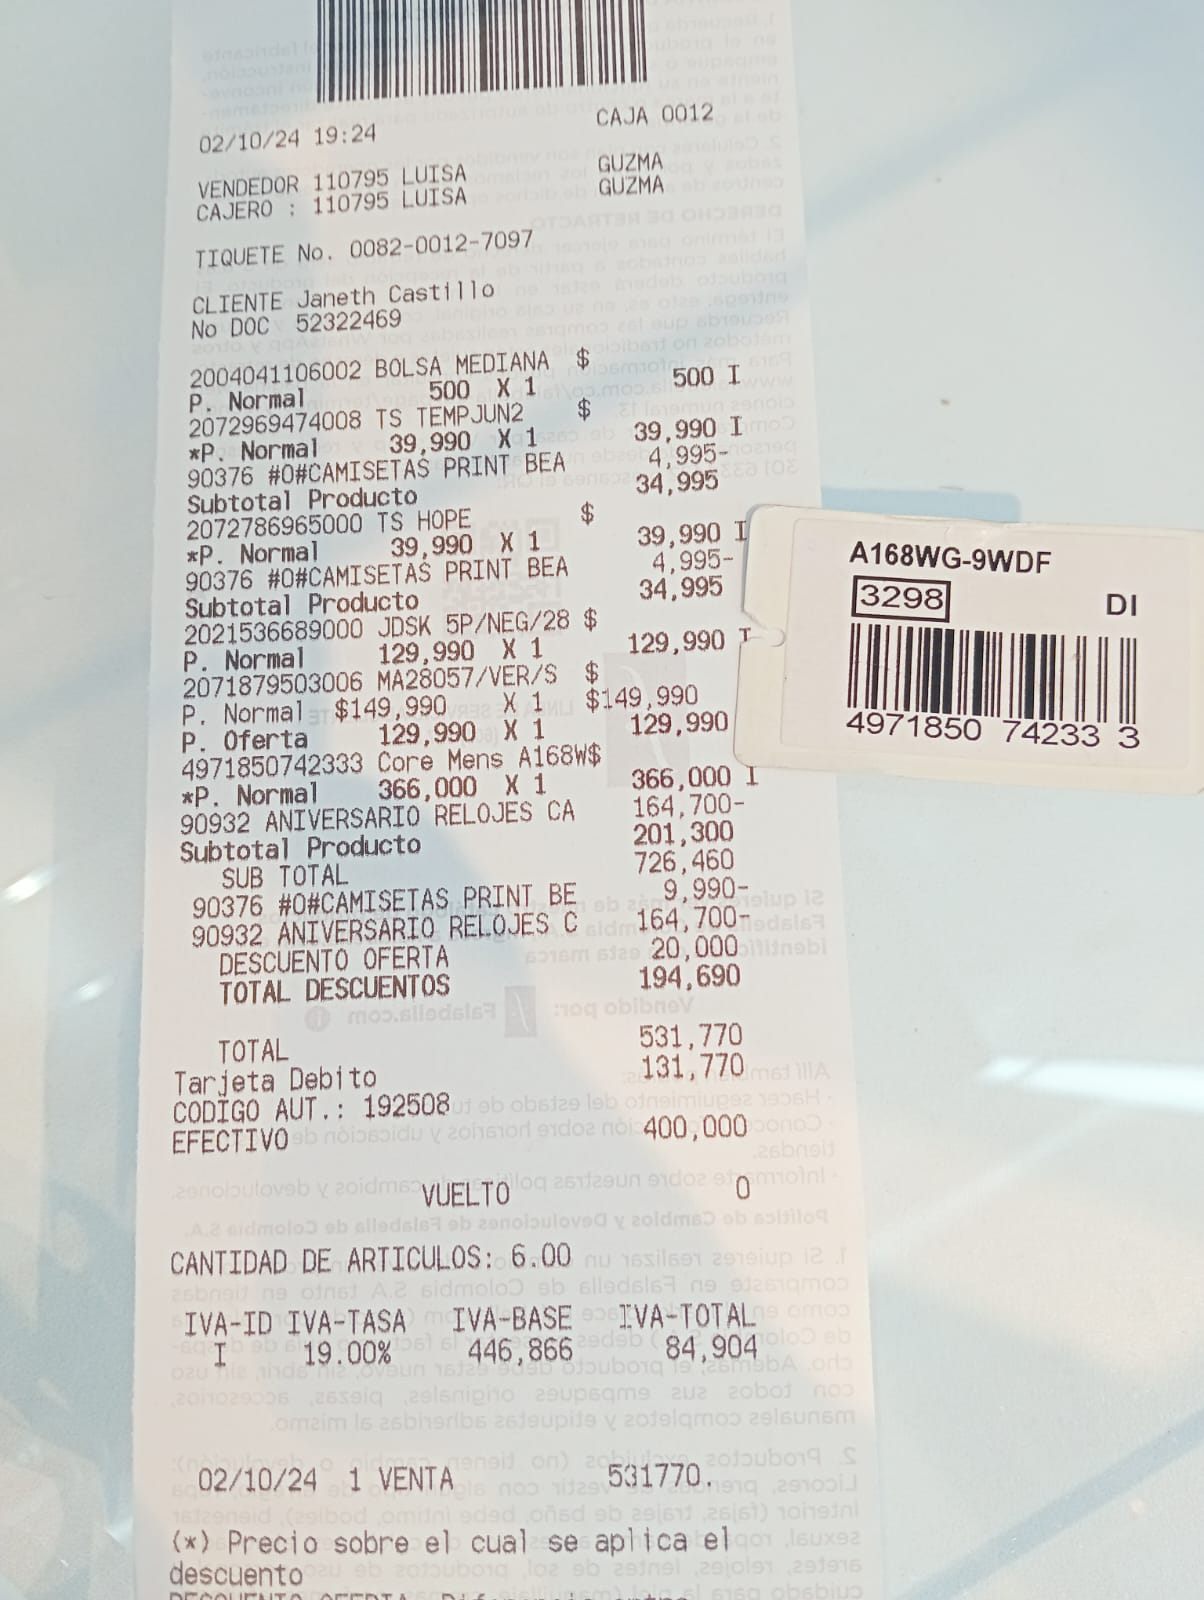 02/10/24 19:24 CAJA 0012
VENDEDOR 110795 LUISA GUZMA
CAJERO : 110795 LUISA GUZMA
TIQUETE No. 0082-0012-7097
CLIENTE Janeth Castillo
No DOC 52322469
2004041106002 BOLSA MEDIANA $
P. Normal 500 X 1 500 I
2072969474008 TS TEMPJUN2 $
*P. Normal 39,990 X 1 39,990 I
90376 #0#CAMISETAS PRINT BEA 4,995-
Subtotal Producto 34,995
2072786965000 TS HOPE $
*P. Normal 39,990 X 1 39,990 I
90376 #0#CAMISETAS PRINT BEA 4,995-
Subtotal Producto 34,995
2021536689000 JDSK 5P/NEG/28 $
P. Normal 129,990 X 1 129,990 I
2071879503006 MA28057/VER/S $
P. Normal $149,990 X 1 $149,990
P. Oferta 129,990 X 1 129,990
4971850742333 Core Mens A168W$
*P. Normal 366,000 X 1 366,000 I
90932 ANIVERSARIO RELOJES CA 164,700-
Subtotal Producto 201,300
SUB TOTAL 726,460
90376 #0#CAMISETAS PRINT BE 9,990-
90932 ANIVERSARIO RELOJES C 164,700-
DESCUENTO OFERTA 20,000
TOTAL DESCUENTOS 194,690
TOTAL 531,770
Tarjeta Debito 131,770
CODIGO AUT.: 192508
EFECTIVO 400,000
VUELTO 0
CANTIDAD DE ARTICULOS: 6.00
IVA-ID IVA-TASA IVA-BASE IVA-TOTAL
I 19.00% 446,866 84,904
02/10/24 1 VENTA 531770.
(*) Precio sobre el cual se aplica el
descuento
A168WG-9WDF
3298 DI
4971850 74233 3